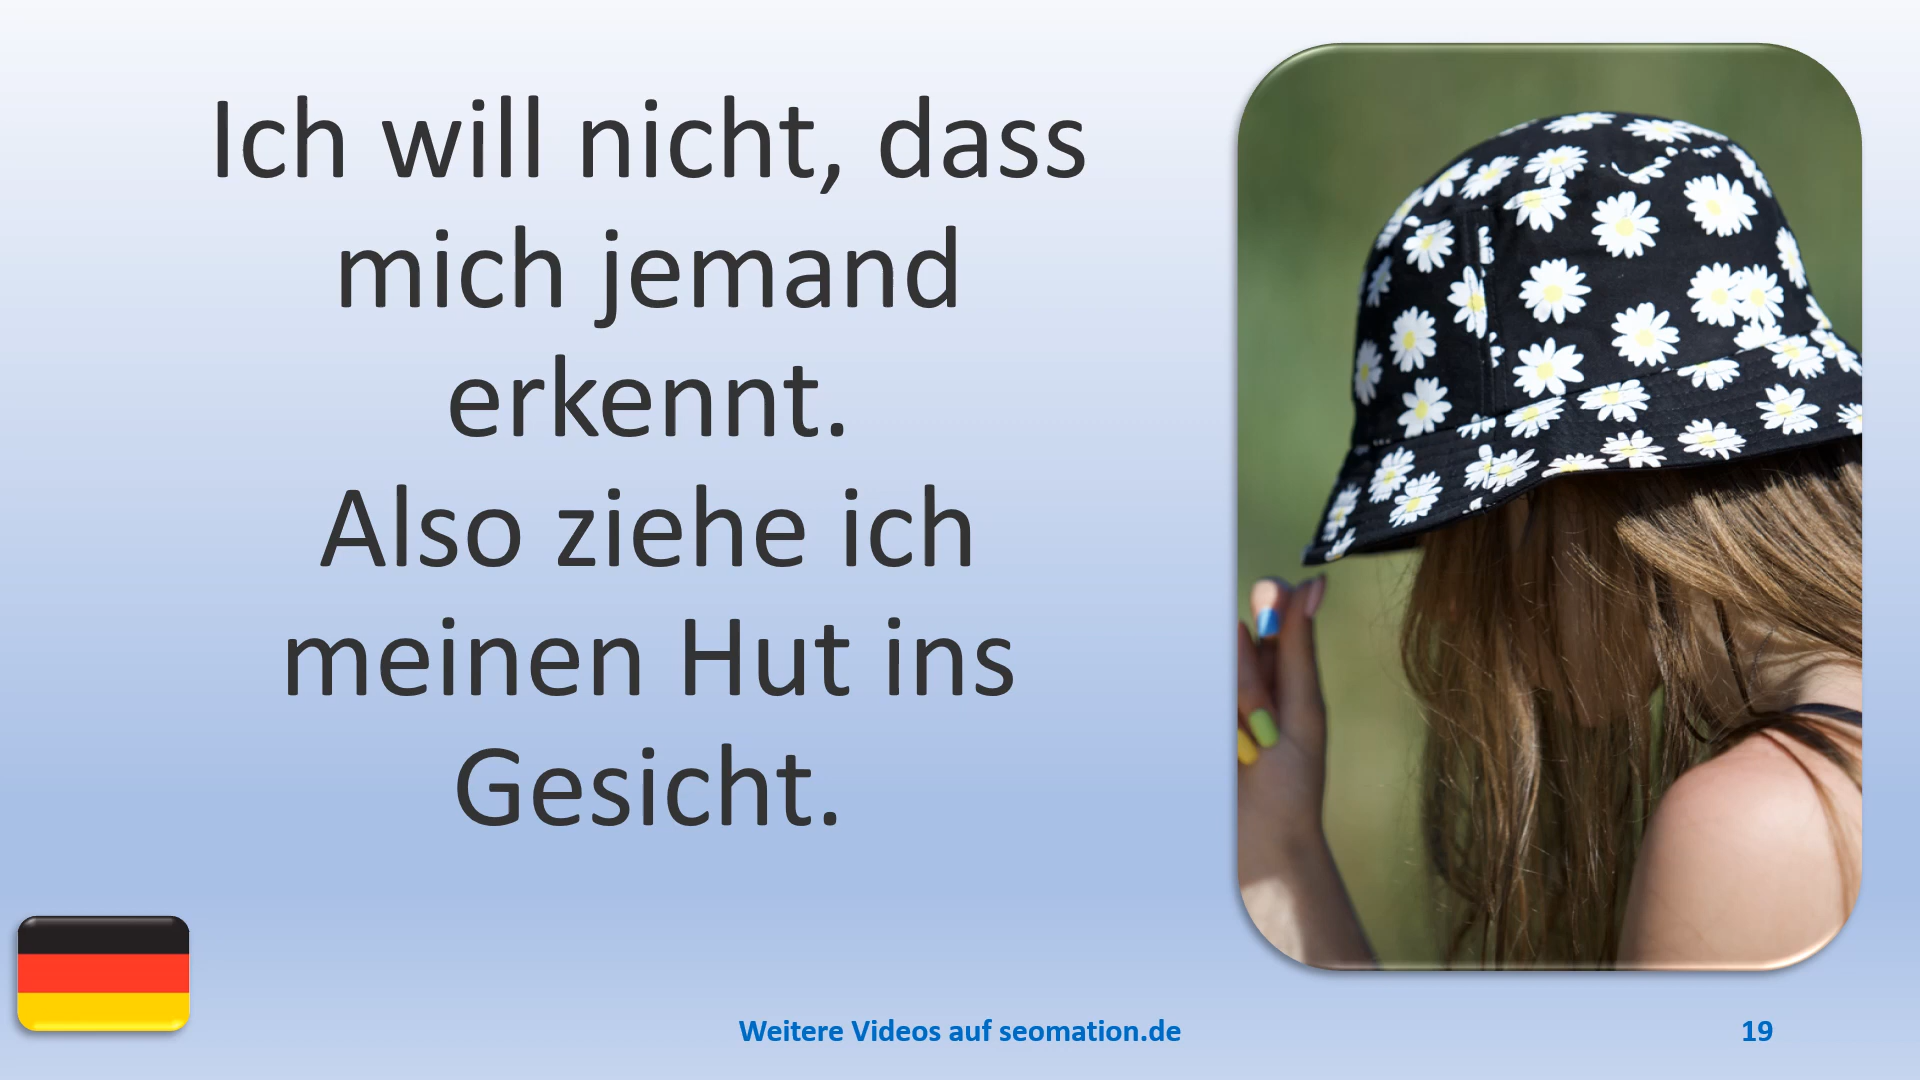 Ich will nicht, dass
mich jemand
erkennt.
Also ziehe ich
meinen Hut ins
Gesicht.
Weitere Videos auf seomation.de
19